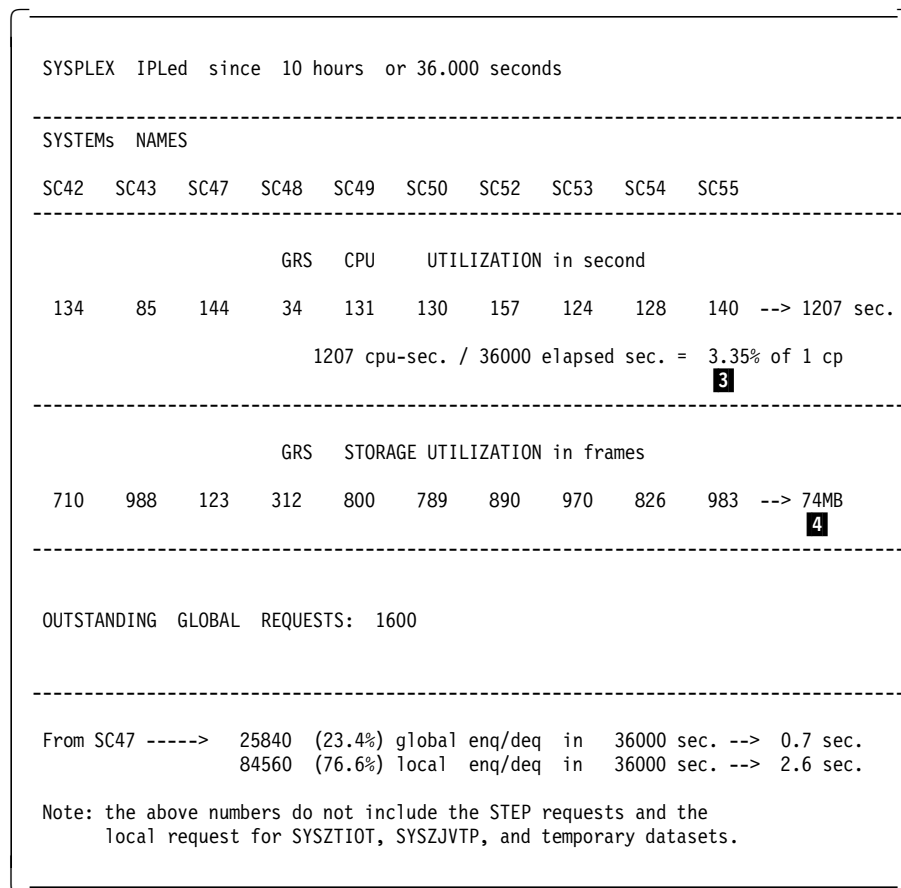 SYSPLEX IPLed since 10 hours or 36.000 seconds
SYSTEMs NAMES
SC42 SC43 SC47 SC48 SC49 SC50 SC52 SC53 SC54 SC55
GRS CPU UTILIZATION in second
134 85 144 34 131 130 157 124 128 140 --> 1207 sec.
1207 cpu-sec. / 36000 elapsed sec. = 3.35% of 1 cp
3
GRS STORAGE UTILIZATION in frames
710 988 123 312 800 789 890 970 826 983 --> 74MB
4
OUTSTANDING GLOBAL REQUESTS: 1600
From SC47 -----> 25840 (23.4%) global enq/deq in 36000 sec. --> 0.7 sec.
84560 (76.6%) local enq/deq in 36000 sec. --> 2.6 sec.
Note: the above numbers do not include the STEP requests and the
local request for SYSZTIOT, SYSZJVTP, and temporary datasets.